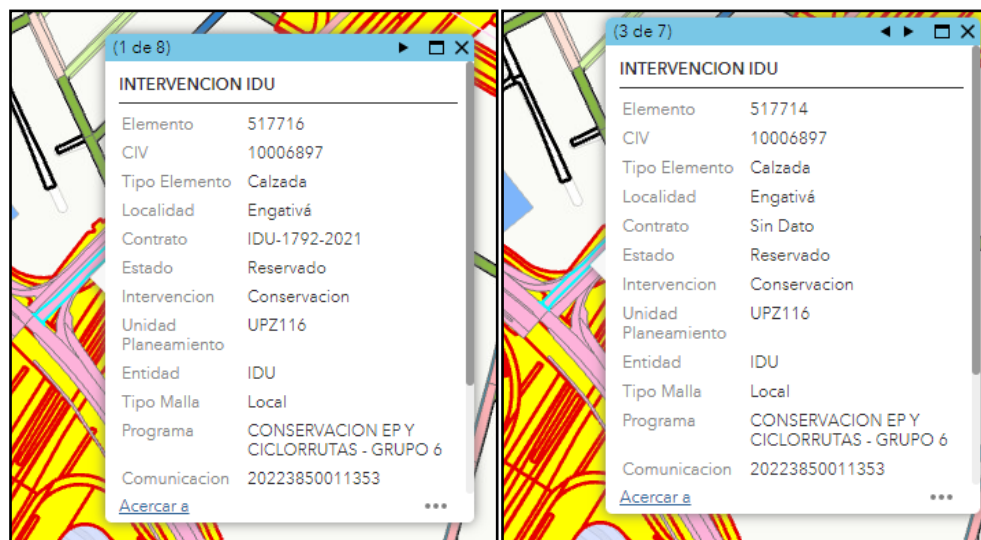 (1 de 8)
INTERVENCION IDU
Elemento 517716
CIV 10006897
Tipo Elemento Calzada
Localidad Engativá
Contrato IDU-1792-2021
Estado Reservado
Intervencion Conservacion
Unidad UPZ116
Planeamiento
Entidad IDU
Tipo Malla Local
Programa CONSERVACION EP Y
CICLORRUTAS - GRUPO 6
Comunicacion 20223850011353
Acercar a
(3 de 7)
INTERVENCION IDU
Elemento 517714
CIV 10006897
Tipo Elemento Calzada
Localidad Engativá
Contrato Sin Dato
Estado Reservado
Intervencion Conservacion
Unidad UPZ116
Planeamiento
Entidad IDU
Tipo Malla Local
Programa CONSERVACION EP Y
CICLORRUTAS - GRUPO 6
Comunicacion 20223850011353
Acercar a